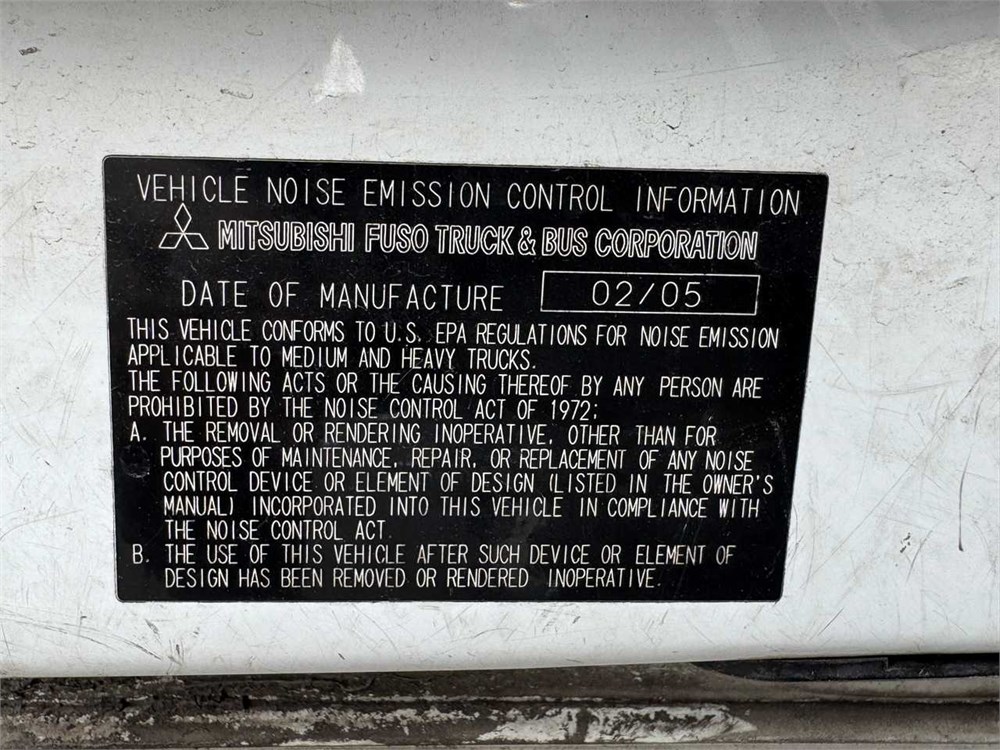 VEHICLE NOISE EMISSION CONTROL INFORMATION
MITSUBISHI FUSO TRUCK & BUS CORPORATION
DATE OF MANUFACTURE 02/05
THIS VEHICLE CONFORMS TO U.S. EPA REGULATIONS FOR NOISE EMISSION
APPLICABLE TO MEDIUM AND HEAVY TRUCKS.
THE FOLLOWING ACTS OR THE CAUSING THEREOF BY ANY PERSON ARE
PROHIBITED BY THE NOISE CONTROL ACT OF 1972;
A. THE REMOVAL OR RENDERING INOPERATIVE, OTHER THAN FOR
PURPOSES OF MAINTENANCE, REPAIR, OR REPLACEMENT OF ANY NOISE
CONTROL DEVICE OR ELEMENT OF DESIGN (LISTED IN THE OWNER'S
MANUAL) INCORPORATED INTO THIS VEHICLE IN COMPLIANCE WITH
THE NOISE CONTROL ACT.
B. THE USE OF THIS VEHICLE AFTER SUCH DEVICE OR ELEMENT OF
DESIGN HAS BEEN REMOVED OR RENDERED INOPERATIVE.